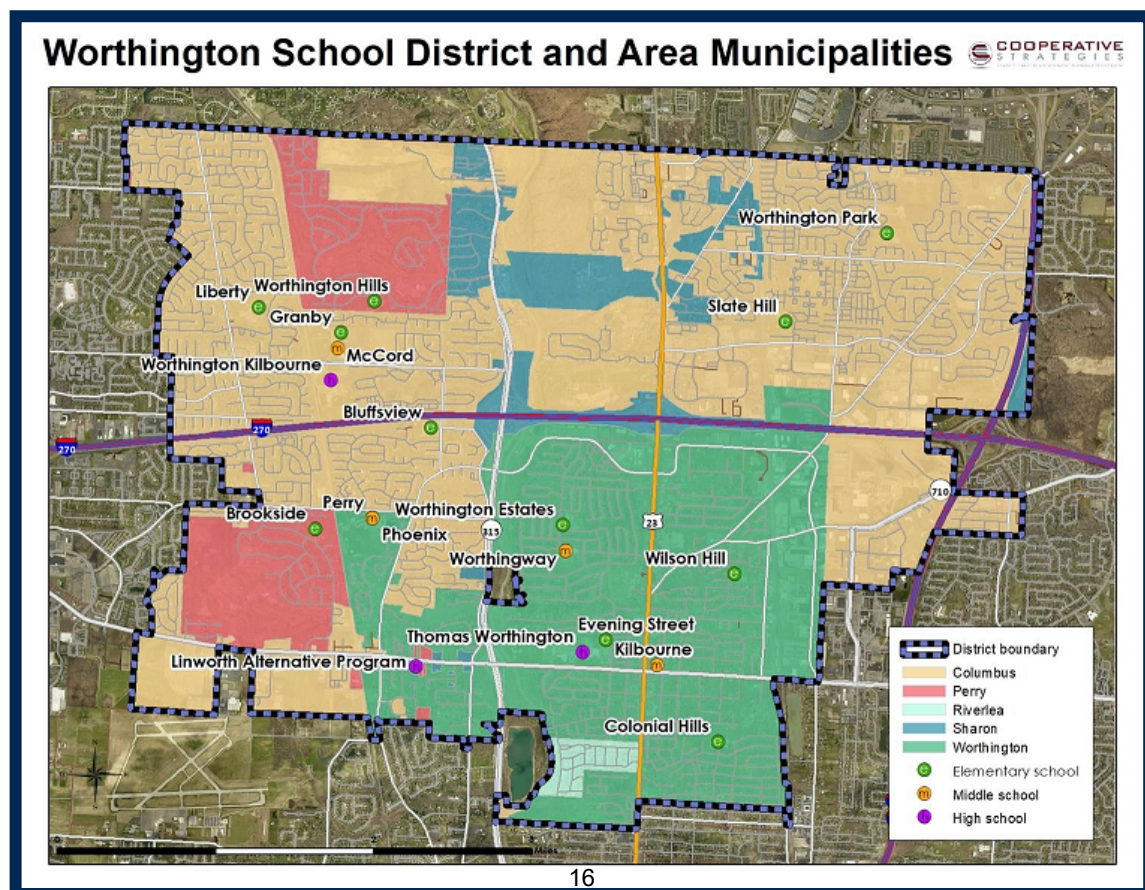 Worthington School District and Area Municipalities
COOPERATIVE
STRATEGIES
Worthington Park
Liberty
Worthington Hills
Slate Hill
Granby
McCord
Worthington Kilbourne
Bluffsview
270
270
710
Perry
Worthington Estates
Brookside
Phoenix
315
23
Worthingway
Wilson Hill
Evening Street
Thomas Worthington
Kilbourne
Linworth Alternative Program
Colonial Hills
District boundary
Columbus
Perry
Riverlea
Sharon
Worthington
e Elementary school
m Middle school
h High school
Miles
16